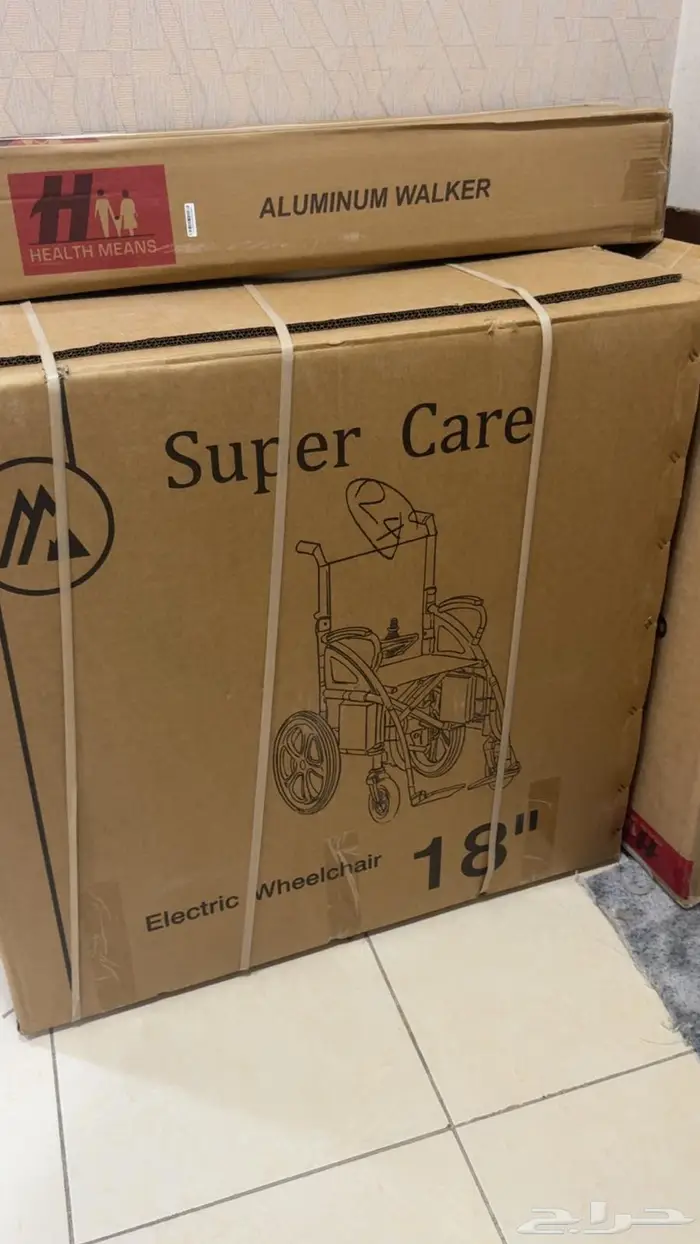 ALUMINUM WALKER
H
HEALTH MEANS
Super Care
Electric Wheelchair 18"
حراج